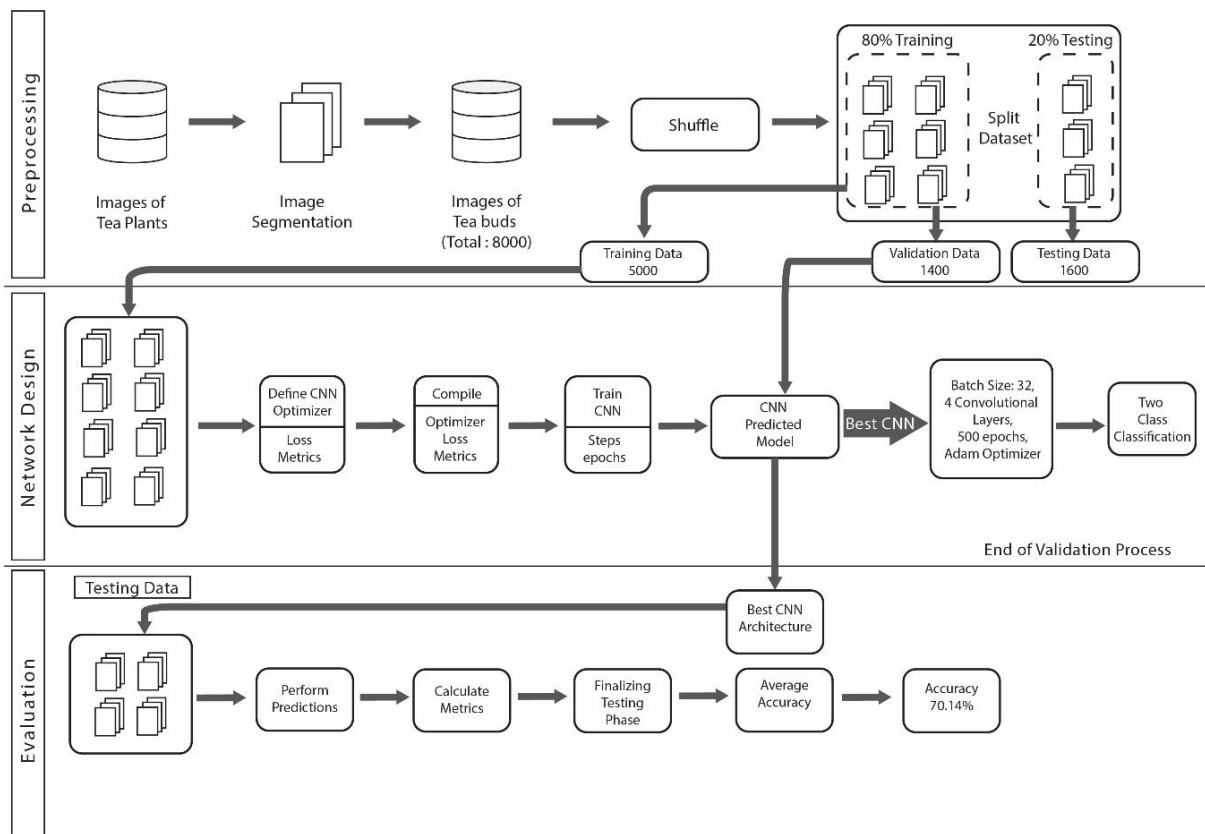 Preprocessing
Images of
Tea Plants
Image
Segmentation
Images of
Tea buds
(Total : 8000)
Shuffle
80% Training
20% Testing
Split
Dataset
Training Data
5000
Validation Data
1400
Testing Data
1600
Network Design
Define CNN
Optimizer
Loss
Metrics
Compile
Optimizer
Loss
Metrics
Train
CNN
Steps
epochs
CNN
Predicted
Model
Best CNN
Batch Size: 32,
4 Convolutional
Layers,
500 epochs,
Adam Optimizer
Two
Class
Classification
End of Validation Process
Evaluation
Testing Data
Best CNN
Architecture
Perform
Predictions
Calculate
Metrics
Finalizing
Testing
Phase
Average
Accuracy
Accuracy
70.14%